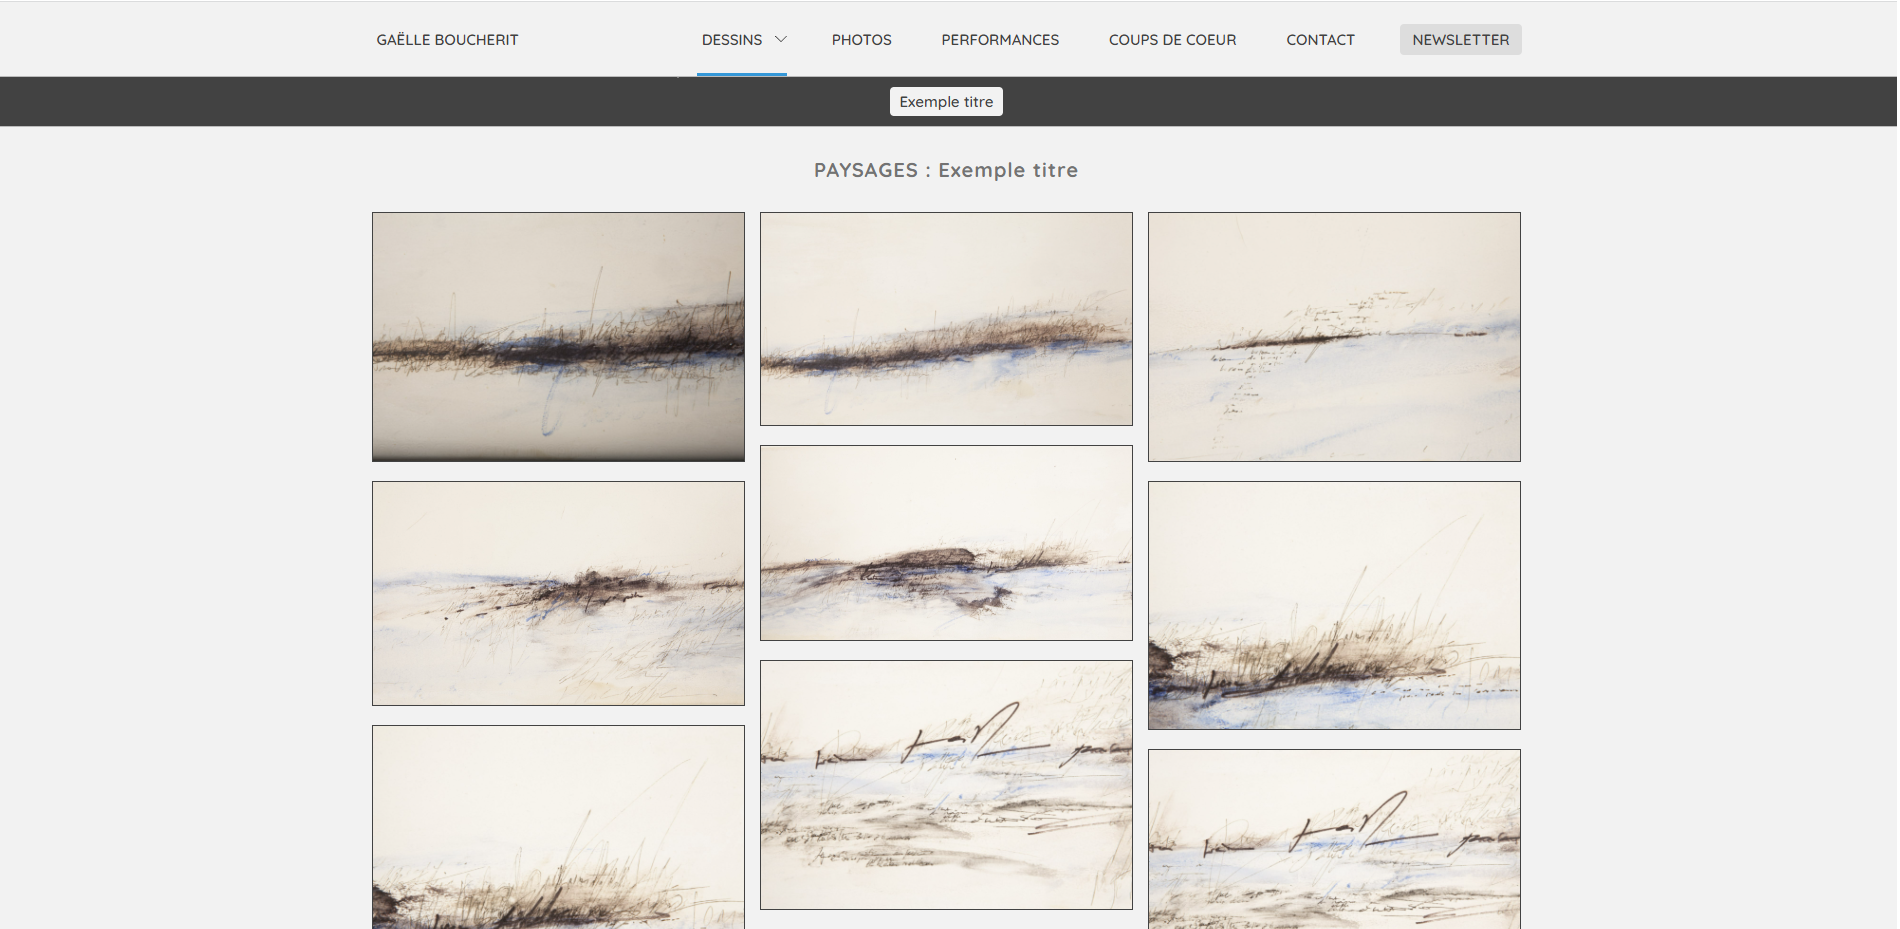 GAËLLE BOUCHERIT DESSINS PHOTOS PERFORMANCES COUPS DE COEUR CONTACT NEWSLETTER
Exemple titre
PAYSAGES : Exemple titre